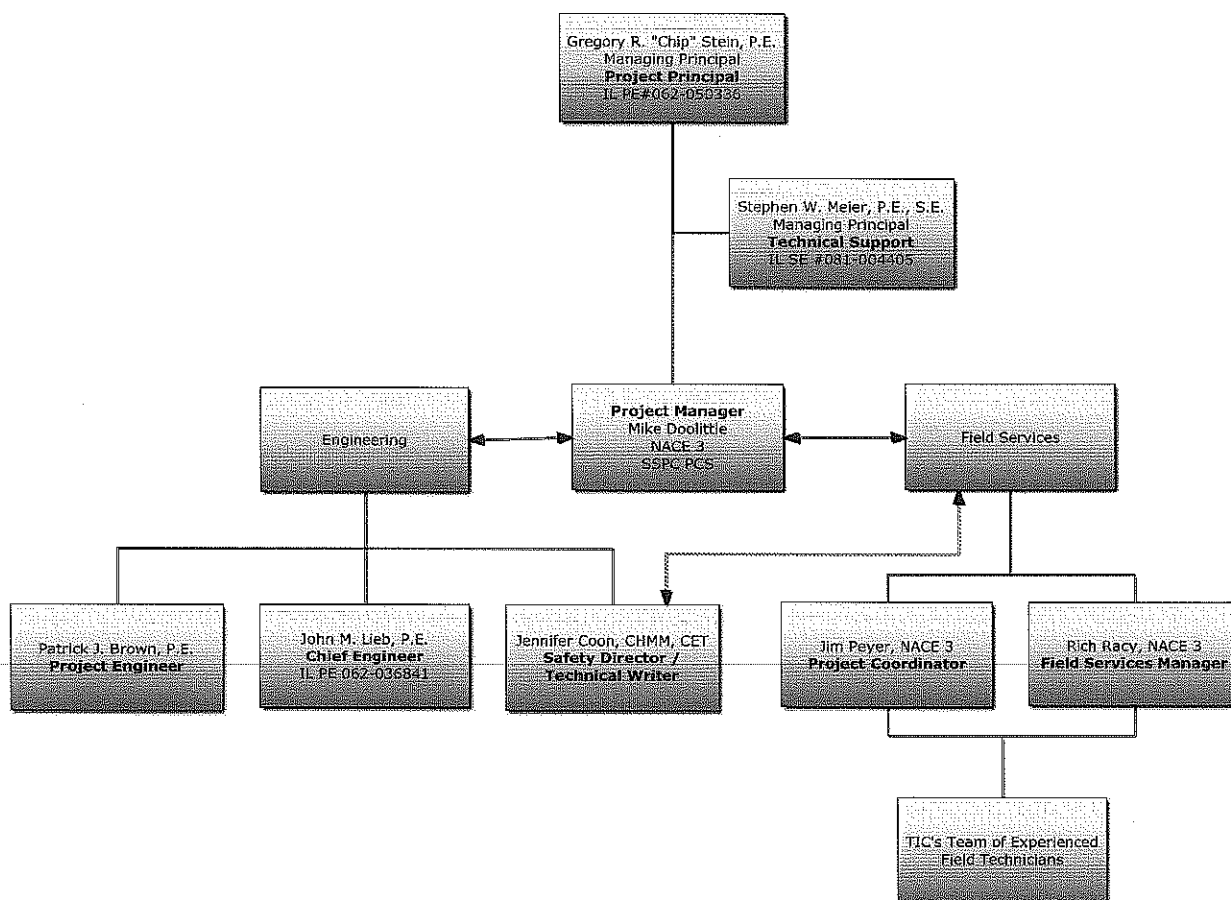 Gregory R. "Chip" Stein, P.E.
Managing Principal
Project Principal
IL PE#062-050336
Stephen W. Meier, P.E., S.E.
Managing Principal
Technical Support
IL SE #081-004405
Engineering
Project Manager
Mike Doolittle
NACE 3
SSPC PCS
Field Services
Patrick J. Brown, P.E.
Project Engineer
John M. Lieb, P.E.
Chief Engineer
IL PE 062-036841
Jennifer Coon, CHMM, CET
Safety Director /
Technical Writer
Jim Peyer, NACE 3
Project Coordinator
Rich Racy, NACE 3
Field Services Manager
TIC's Team of Experienced
Field Technicians